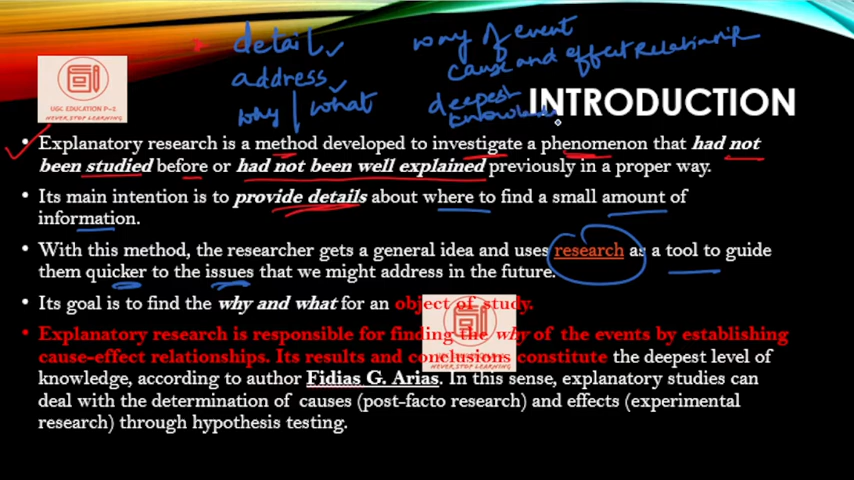 detail
address
why | what
way of event
cause and effect Relationship
deepest
knowledge
UGC EDUCATION P-2
NEVER STOP LEARNING
INTRODUCTION
• Explanatory research is a method developed to investigate a phenomenon that had not
been studied before or had not been well explained previously in a proper way.
• Its main intention is to provide details about where to find a small amount of
information.
• With this method, the researcher gets a general idea and uses research as a tool to guide
them quicker to the issues that we might address in the future.
• Its goal is to find the why and what for an object of study.
• Explanatory research is responsible for finding the why of the events by establishing
cause-effect relationships. Its results and conclusions constitute the deepest level of
knowledge, according to author Fidias G. Arias. In this sense, explanatory studies can
deal with the determination of causes (post-facto research) and effects (experimental
research) through hypothesis testing.